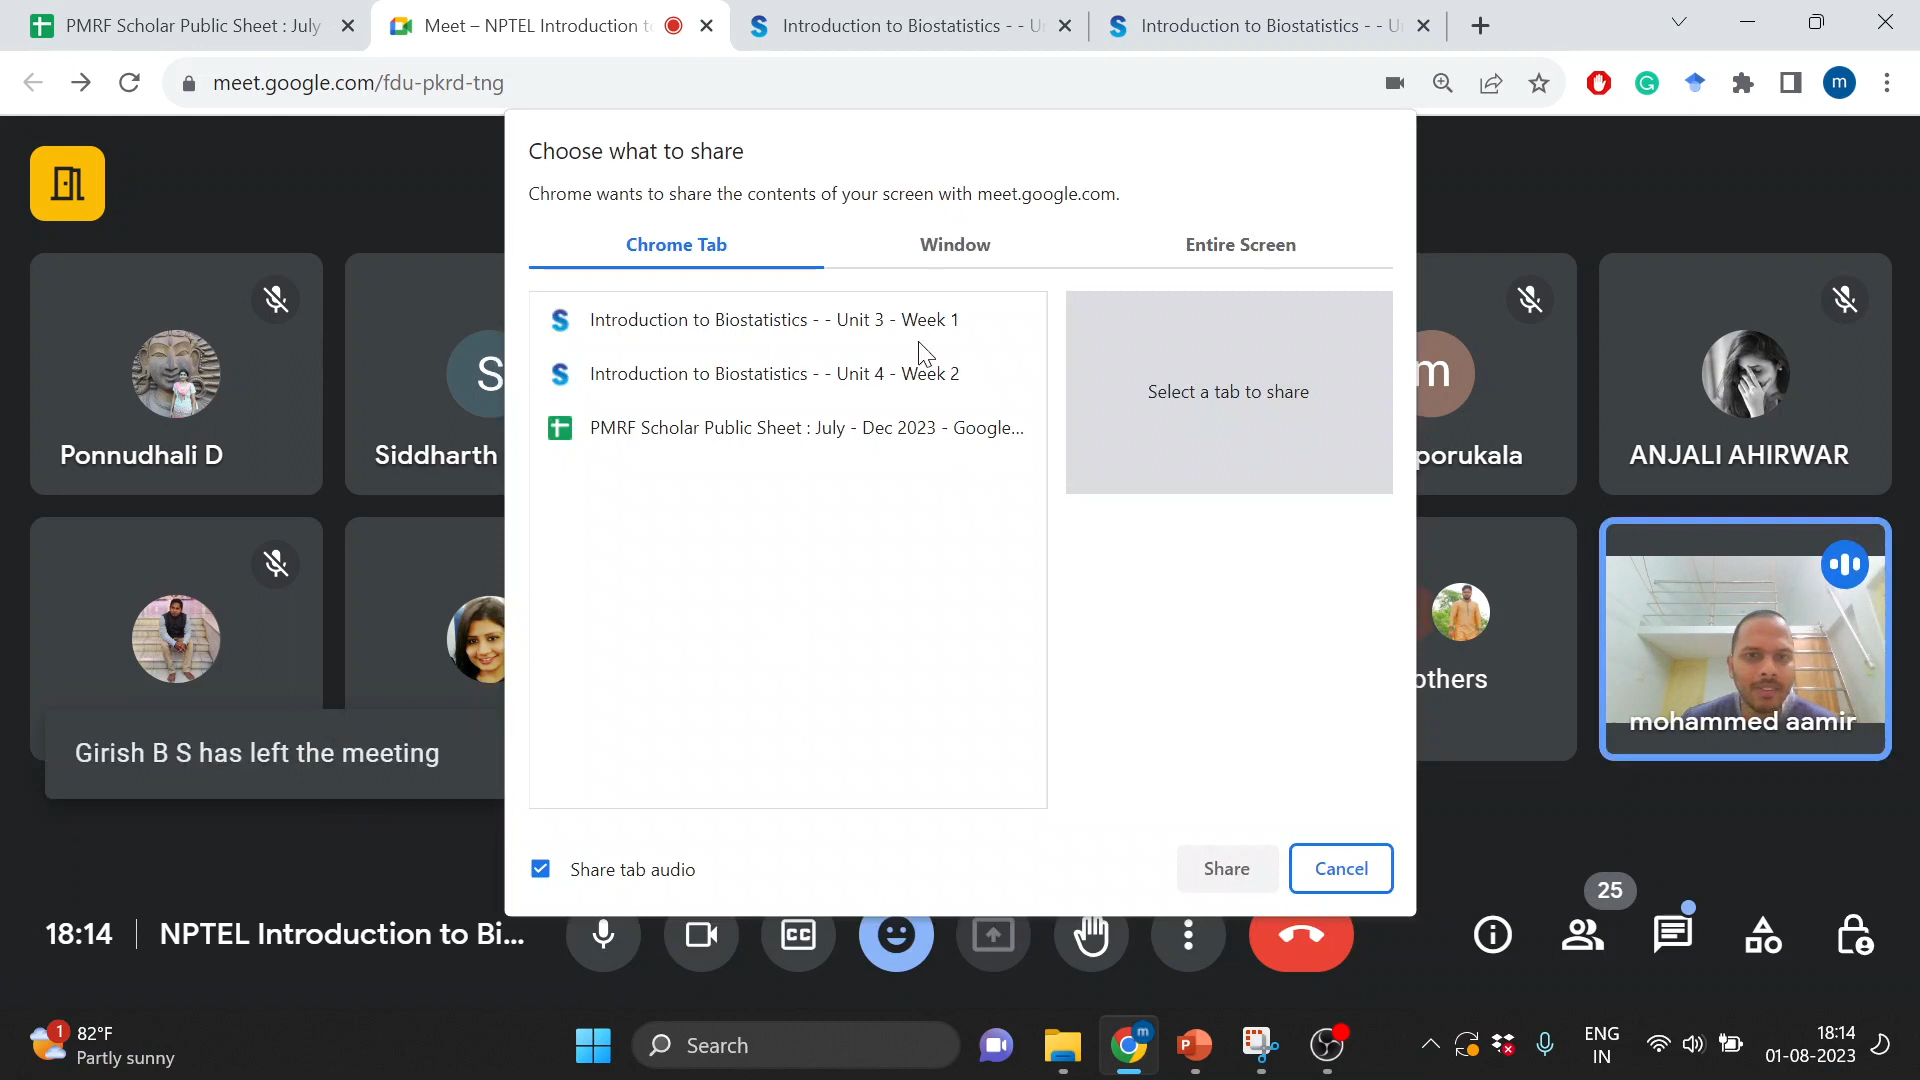 PMRF Scholar Public Sheet : July
Meet – NPTEL Introduction to
Introduction to Biostatistics - - Un
Introduction to Biostatistics - - Un
meet.google.com/fdu-pkrd-tng
m
Choose what to share
Chrome wants to share the contents of your screen with meet.google.com.
Chrome Tab
Window
Entire Screen
Introduction to Biostatistics - - Unit 3 - Week 1
Introduction to Biostatistics - - Unit 4 - Week 2
PMRF Scholar Public Sheet : July - Dec 2023 - Google...
Select a tab to share
Share tab audio
Share
Cancel
Ponnudhali D
S
Siddharth
m
porukala
ANJALI AHIRWAR
others
mohammed aamir
Girish B S has left the meeting
18:14
NPTEL Introduction to Bi...
CC
25
1
82°F
Partly sunny
Search
m
P
ENG
IN
18:14
01-08-2023